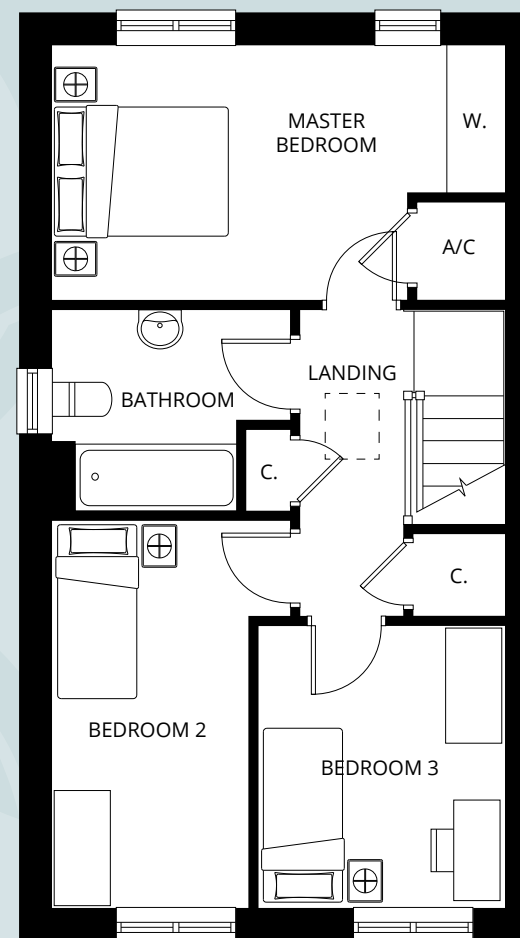 MASTER
BEDROOM
W.
A/C
LANDING
BATHROOM
C.
C.
BEDROOM 2
BEDROOM 3